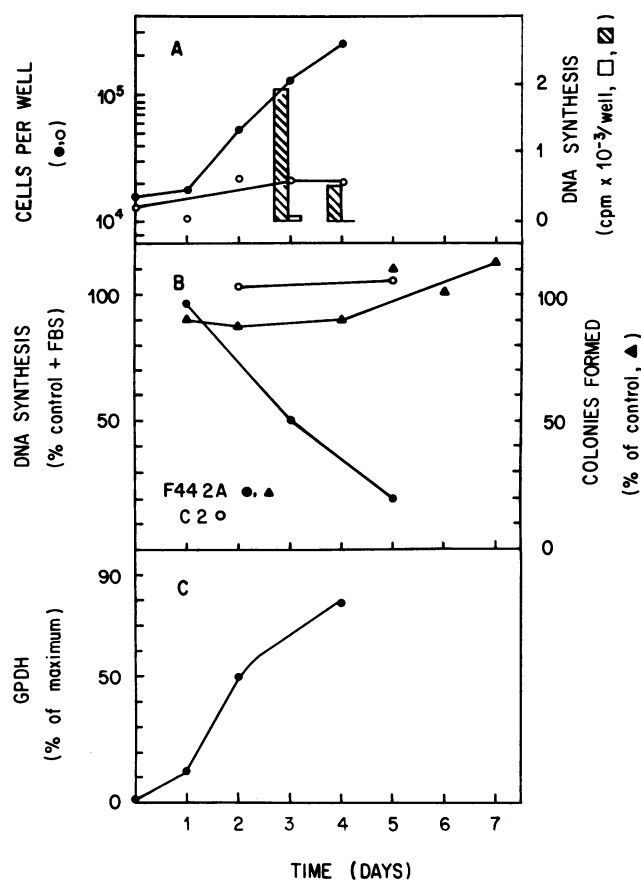 A
CELLS PER WELL
(●,○)
10⁵
10⁴
2
1
0
DNA SYNTHESIS
(cpm x 10⁻³/well, □, ▨)
B
DNA SYNTHESIS
(% control + FBS)
100
50
100
50
0
COLONIES FORMED
(% of control, ▲)
F442A ●, ▲
C2 ○
C
GPDH
(% of maximum)
90
50
0
1 2 3 4 5 6 7
TIME (DAYS)